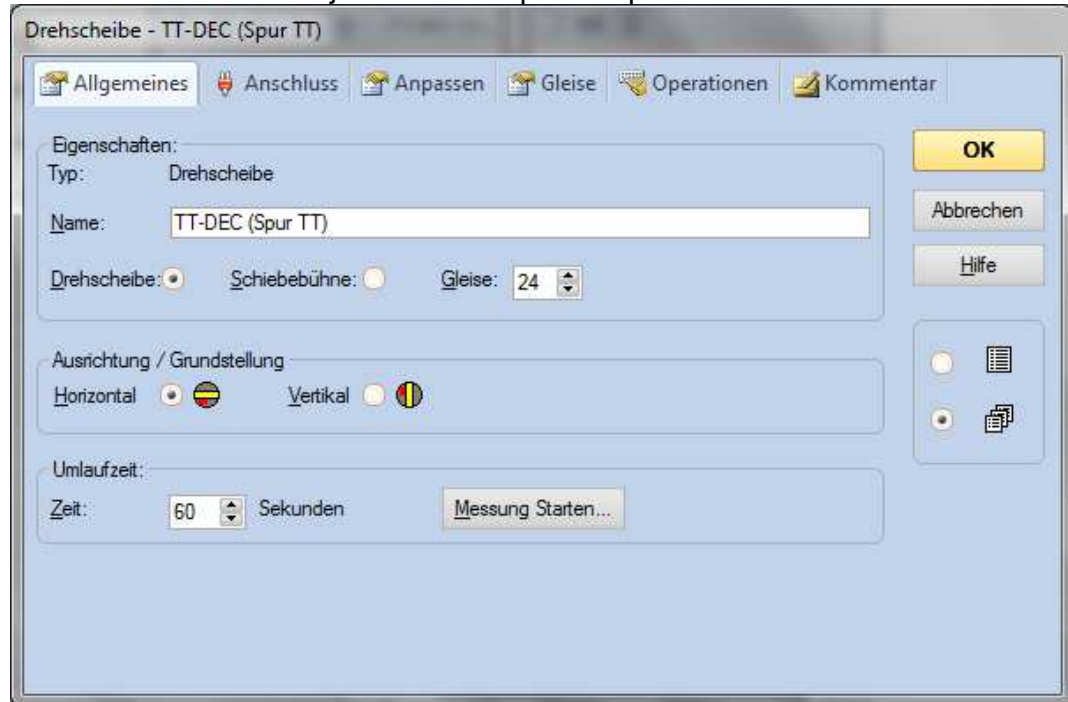 Drehscheibe - TT-DEC (Spur TT)
Allgemeines Anschluss Anpassen Gleise Operationen Kommentar
Eigenschaften:
Typ: Drehscheibe
Name: TT-DEC (Spur TT)
Drehscheibe: Schiebebühne: Gleise: 24
Ausrichtung / Grundstellung
Horizontal Vertikal
Umlaufzeit:
Zeit: 60 Sekunden Messung Starten...
OK
Abbrechen
Hilfe